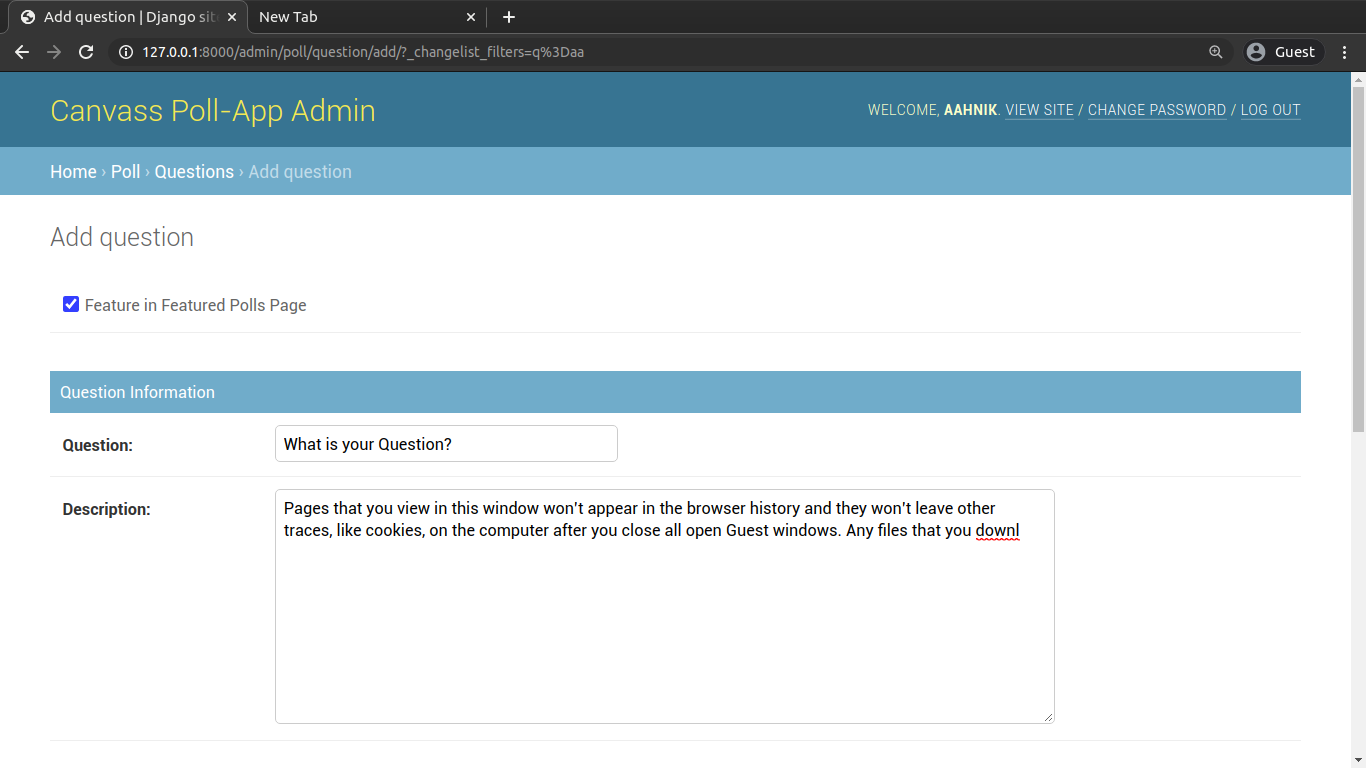 Add question | Django sit
New Tab
127.0.0.1:8000/admin/poll/question/add/?_changelist_filters=q%3Daa
Guest
Canvass Poll-App Admin
WELCOME, AAHNIK. VIEW SITE / CHANGE PASSWORD / LOG OUT
Home › Poll › Questions › Add question
Add question
Feature in Featured Polls Page
Question Information
Question:
What is your Question?
Description:
Pages that you view in this window won't appear in the browser history and they won't leave other
traces, like cookies, on the computer after you close all open Guest windows. Any files that you downl